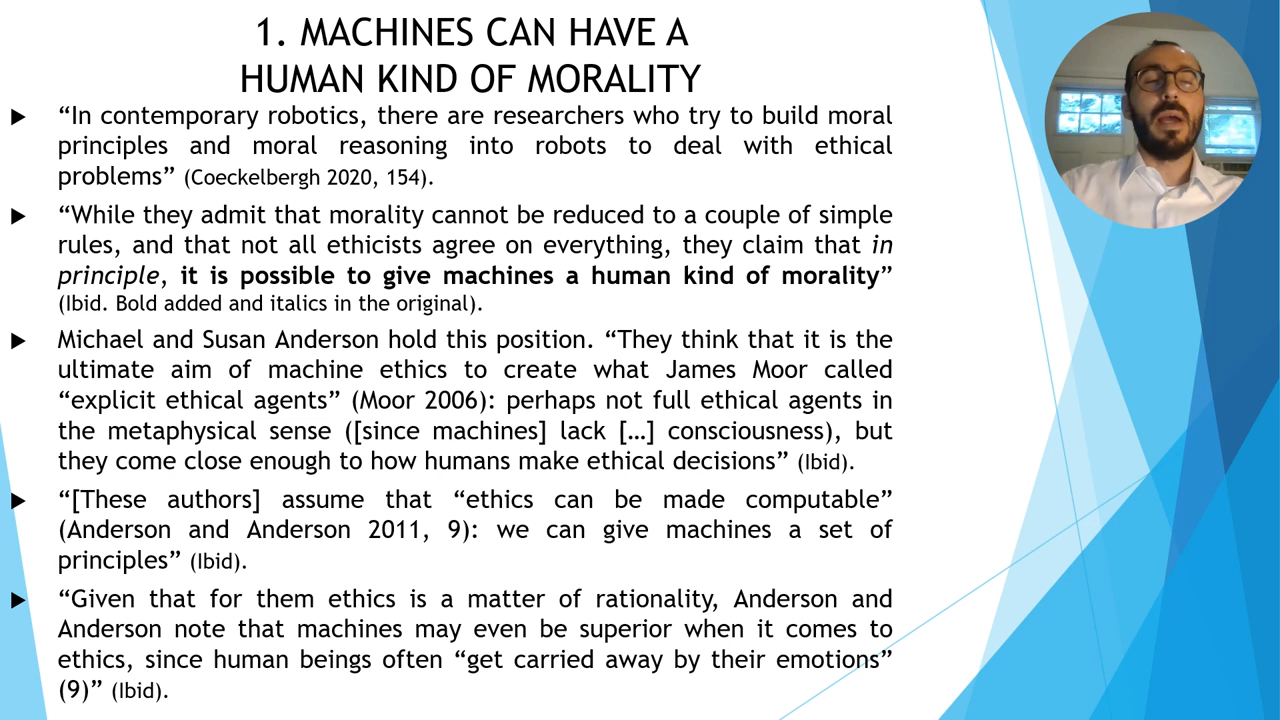 1. MACHINES CAN HAVE A
HUMAN KIND OF MORALITY
“In contemporary robotics, there are researchers who try to build moral
principles and moral reasoning into robots to deal with ethical
problems” (Coeckelbergh 2020, 154).
“While they admit that morality cannot be reduced to a couple of simple
rules, and that not all ethicists agree on everything, they claim that in
principle, it is possible to give machines a human kind of morality”
(Ibid. Bold added and italics in the original).
Michael and Susan Anderson hold this position. “They think that it is the
ultimate aim of machine ethics to create what James Moor called
“explicit ethical agents” (Moor 2006): perhaps not full ethical agents in
the metaphysical sense ([since machines] lack […] consciousness), but
they come close enough to how humans make ethical decisions” (Ibid).
“[These authors] assume that “ethics can be made computable”
(Anderson and Anderson 2011, 9): we can give machines a set of
principles” (Ibid).
“Given that for them ethics is a matter of rationality, Anderson and
Anderson note that machines may even be superior when it comes to
ethics, since human beings often “get carried away by their emotions”
(9)” (Ibid).